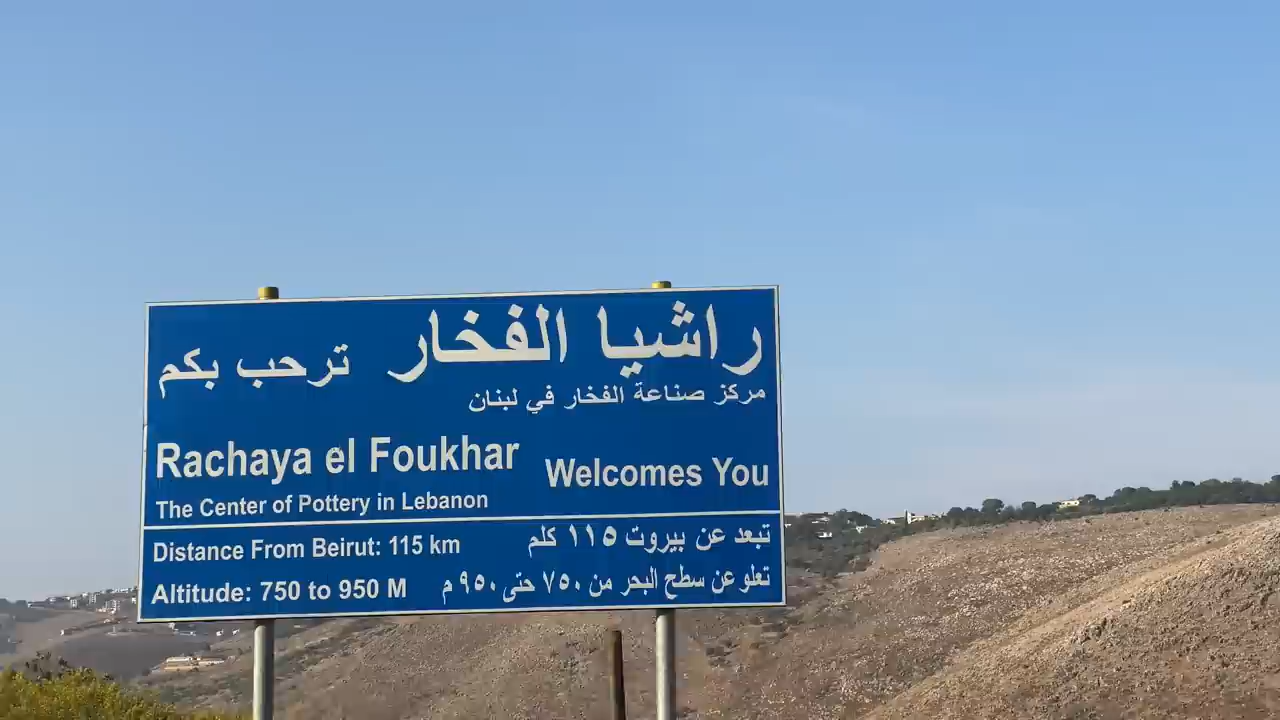 راشيا الفخار ترحب بكم
مركز صناعة الفخار في لبنان
Rachaya el Foukhar Welcomes You
The Center of Pottery in Lebanon
Distance From Beirut: 115 km تبعد عن بيروت ١١٥ كلم
Altitude: 750 to 950 M تعلو عن سطح البحر من ٧٥٠ حتى ٩٥٠ م